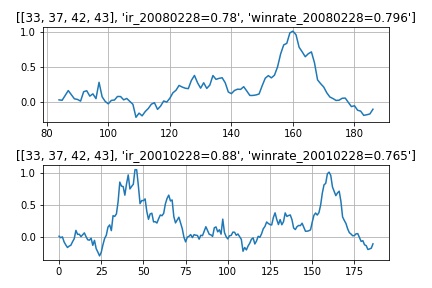 [[33, 37, 42, 43], 'ir_20080228=0.78', 'winrate_20080228=0.796']
1.0
0.5
0.0
80 100 120 140 160 180
[[33, 37, 42, 43], 'ir_20010228=0.88', 'winrate_20010228=0.765']
1.0
0.5
0.0
0 25 50 75 100 125 150 175